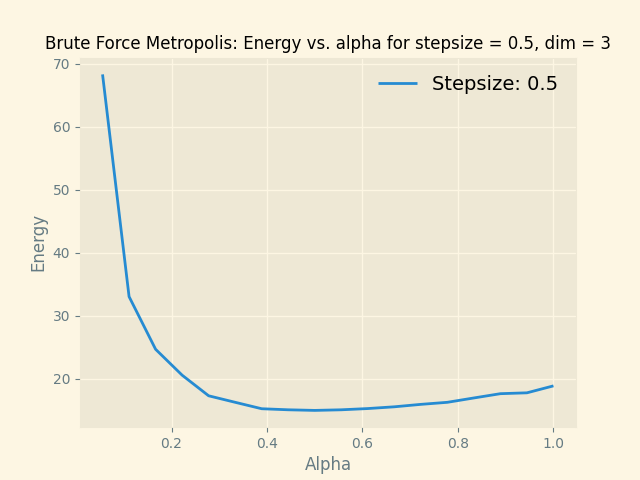 Brute Force Metropolis: Energy vs. alpha for stepsize = 0.5, dim = 3
Stepsize: 0.5
70
60
50
40
30
20
Energy
0.2 0.4 0.6 0.8 1.0
Alpha